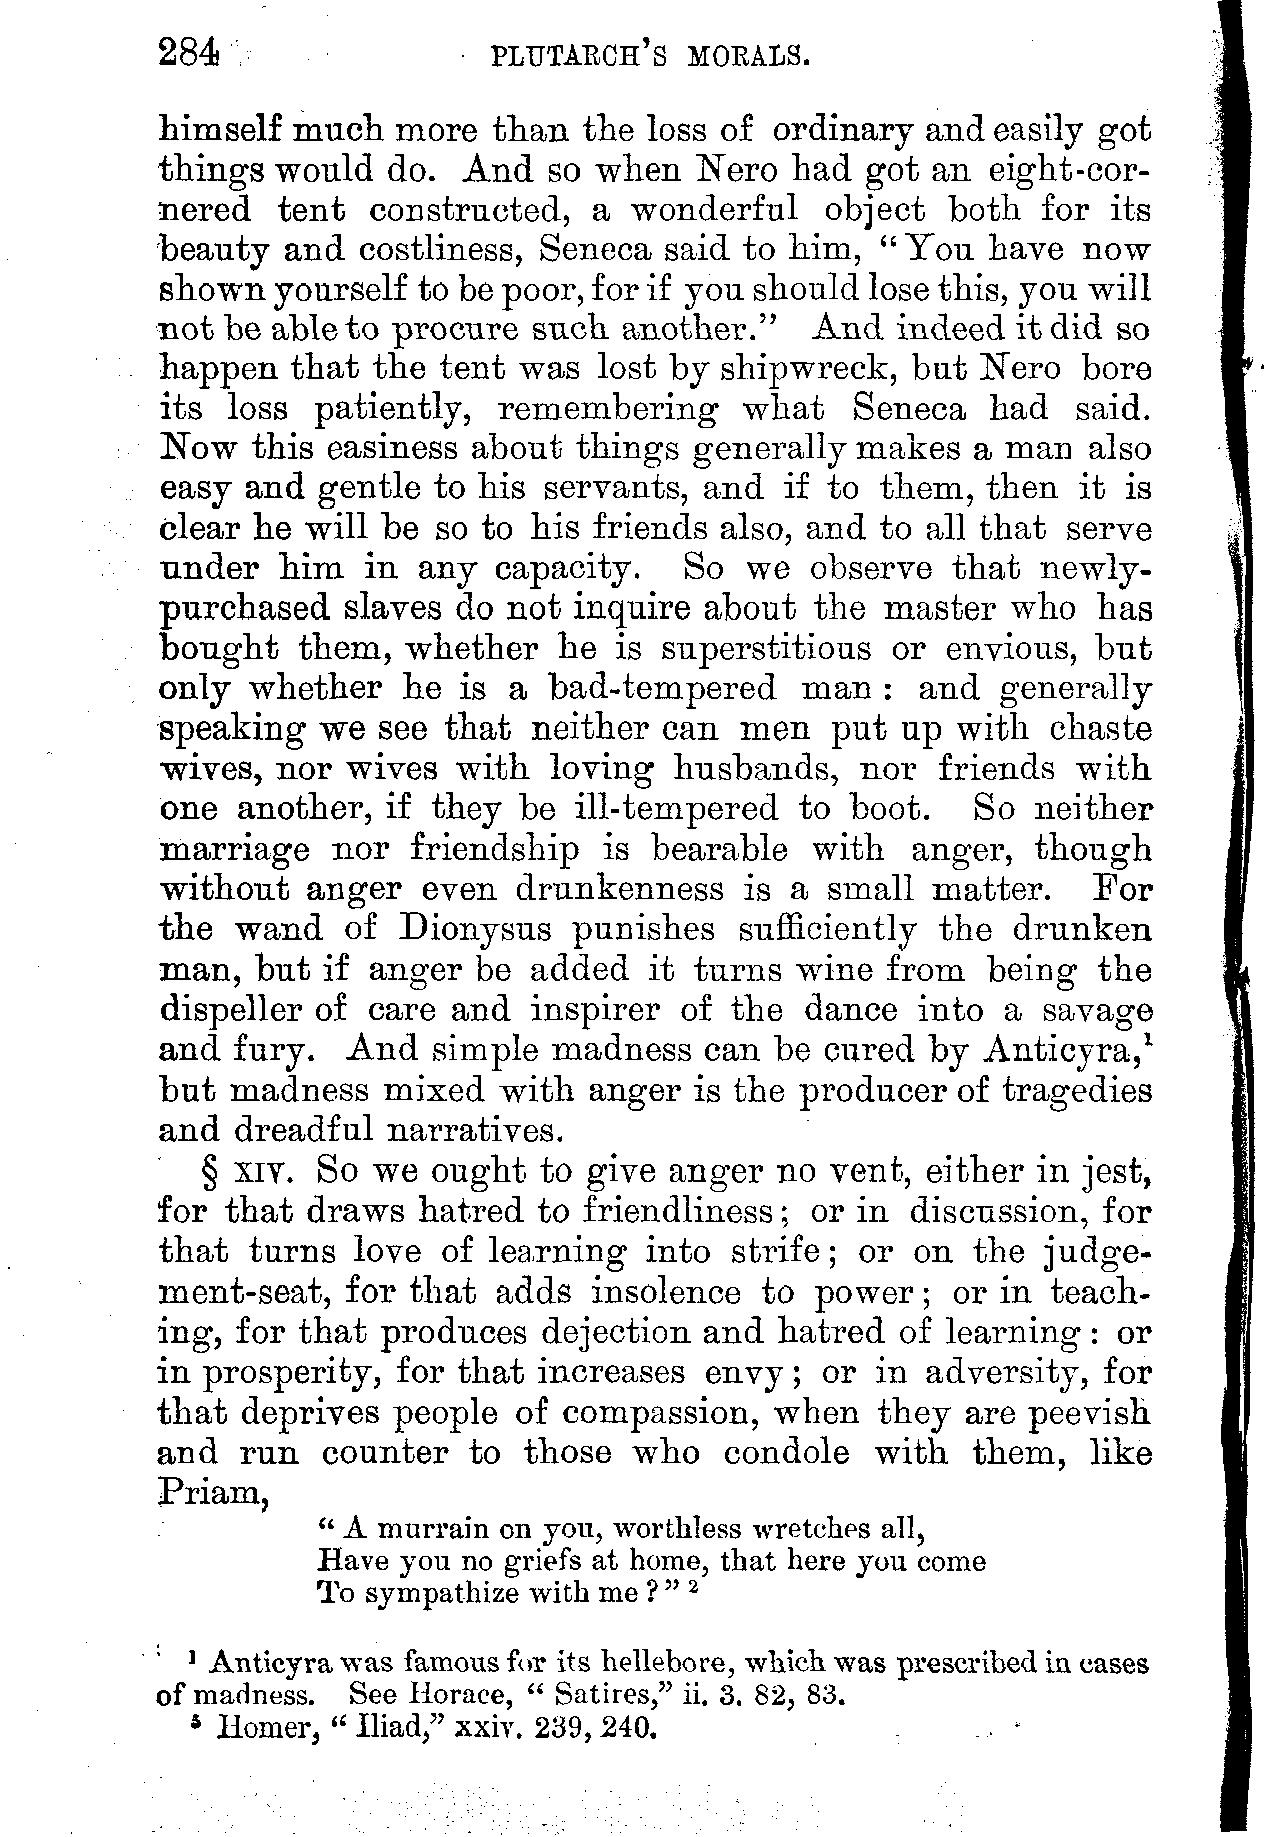 284 PLUTARCH'S MORALS.
himself much more than the loss of ordinary and easily got
things would do. And so when Nero had got an eight-cor-
nered tent constructed, a wonderful object both for its
beauty and costliness, Seneca said to him, “You have now
shown yourself to be poor, for if you should lose this, you will
not be able to procure such another.” And indeed it did so
happen that the tent was lost by shipwreck, but Nero bore
its loss patiently, remembering what Seneca had said.
Now this easiness about things generally makes a man also
easy and gentle to his servants, and if to them, then it is
clear he will be so to his friends also, and to all that serve
under him in any capacity. So we observe that newly-
purchased slaves do not inquire about the master who has
bought them, whether he is superstitious or envious, but
only whether he is a bad-tempered man : and generally
speaking we see that neither can men put up with chaste
wives, nor wives with loving husbands, nor friends with
one another, if they be ill-tempered to boot. So neither
marriage nor friendship is bearable with anger, though
without anger even drunkenness is a small matter. For
the wand of Dionysus punishes sufficiently the drunken
man, but if anger be added it turns wine from being the
dispeller of care and inspirer of the dance into a savage
and fury. And simple madness can be cured by Anticyra,¹
but madness mixed with anger is the producer of tragedies
and dreadful narratives.
§ XIV. So we ought to give anger no vent, either in jest,
for that draws hatred to friendliness ; or in discussion, for
that turns love of learning into strife ; or on the judge-
ment-seat, for that adds insolence to power ; or in teach-
ing, for that produces dejection and hatred of learning : or
in prosperity, for that increases envy ; or in adversity, for
that deprives people of compassion, when they are peevish
and run counter to those who condole with them, like
Priam,
“ A murrain on you, worthless wretches all,
Have you no griefs at home, that here you come
To sympathize with me ? ” ²
¹ Anticyra was famous for its hellebore, which was prescribed in cases
of madness. See Horace, “ Satires,” ii. 3. 82, 83.
⁵ Homer, “ Iliad,” xxiv. 239, 240.